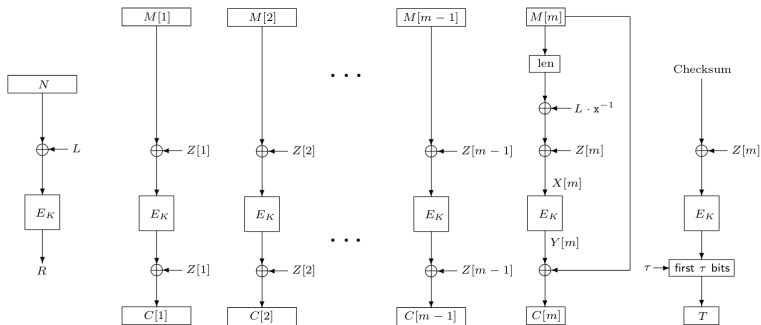 M[1] M[2] M[m − 1] M[m]
len
Checksum
N
L · x⁻¹
L Z[1] Z[2] Z[m − 1] Z[m] Z[m]
X[m]
E_K E_K E_K E_K E_K E_K
Y[m]
R Z[1] Z[2] Z[m − 1] τ first τ bits
C[1] C[2] C[m − 1] C[m] T